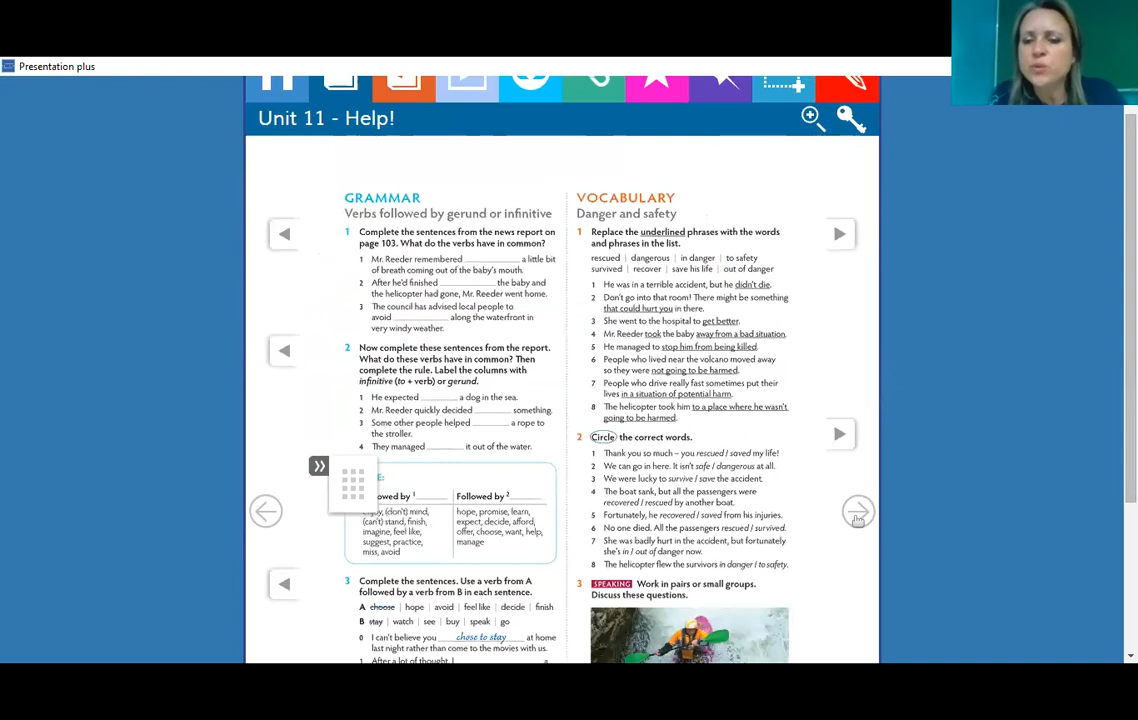 Presentation plus
Unit 11 - Help!
GRAMMAR
Verbs followed by gerund or infinitive
1 Complete the sentences from the news report on
page 103. What do the verbs have in common?
1 Mr. Reeder remembered __________ a little bit
of breath coming out of the baby's mouth.
2 After he'd finished __________ the baby and
the helicopter had gone, Mr. Reeder went home.
3 The council has advised local people to
avoid __________ along the waterfront in
very windy weather.
2 Now complete these sentences from the report.
What do these verbs have in common? Then
complete the rule. Label the columns with
infinitive (to + verb) or gerund.
1 He expected _______ a dog in the sea.
2 Mr. Reeder quickly decided _______ something.
3 Some other people helped _______ a rope to
the stroller.
4 They managed _______ it out of the water.
E:
owed by 1 ______ Followed by 2 ______
enjoy, (don't) mind,
(can't) stand, finish,
imagine, feel like,
suggest, practice,
miss, avoid
hope, promise, learn,
expect, decide, afford,
offer, choose, want, help,
manage
3 Complete the sentences. Use a verb from A
followed by a verb from B in each sentence.
A choose | hope | avoid | feel like | decide | finish
B stay | watch | see | buy | speak | go
0 I can't believe you chose to stay at home
last night rather than come to the movies with us.
1 After a lot of thought, I
VOCABULARY
Danger and safety
1 Replace the underlined phrases with the words
and phrases in the list.
rescued | dangerous | in danger | to safety
survived | recover | save his life | out of danger
1 He was in a terrible accident, but he didn't die.
2 Don't go into that room! There might be something
that could hurt you in there.
3 She went to the hospital to get better.
4 Mr. Reeder took the baby away from a bad situation.
5 He managed to stop him from being killed.
6 People who lived near the volcano moved away
so they were not going to be harmed.
7 People who drive really fast sometimes put their
lives in a situation of potential harm.
8 The helicopter took him to a place where he wasn't
going to be harmed.
2 Circle the correct words.
1 Thank you so much – you rescued / saved my life!
2 We can go in here. It isn't safe / dangerous at all.
3 We were lucky to survive / save the accident.
4 The boat sank, but all the passengers were
recovered / rescued by another boat.
5 Fortunately, he recovered / saved from his injuries.
6 No one died. All the passengers rescued / survived.
7 She was badly hurt in the accident, but fortunately
she's in / out of danger now.
8 The helicopter flew the survivors in danger / to safety.
3 SPEAKING Work in pairs or small groups.
Discuss these questions.